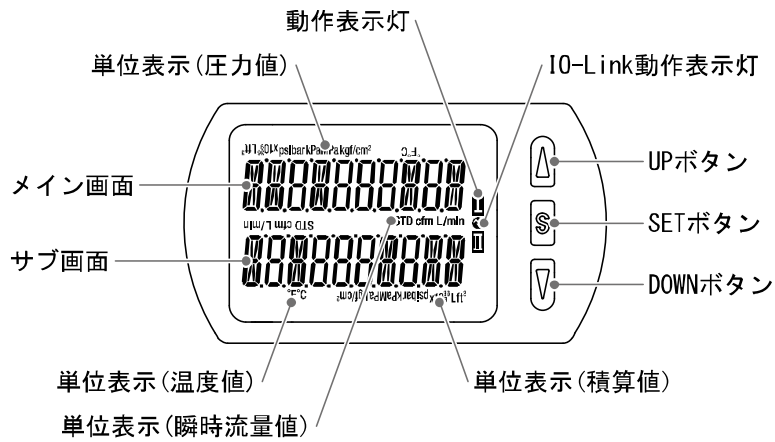 動作表示灯
単位表示(圧力値)
IO-Link動作表示灯
UPボタン
メイン画面
SETボタン
S
STD cfm L/min
サブ画面
DOWNボタン
単位表示(温度値)
単位表示(積算値)
単位表示(瞬時流量値)